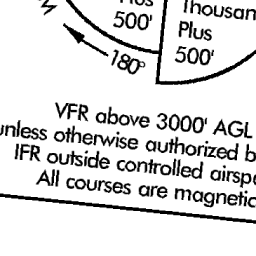 500'
Thousan
Plus
500'
180°
VFR above 3000' AGL
unless otherwise authorized b
IFR outside controlled airspa
All courses are magnetic